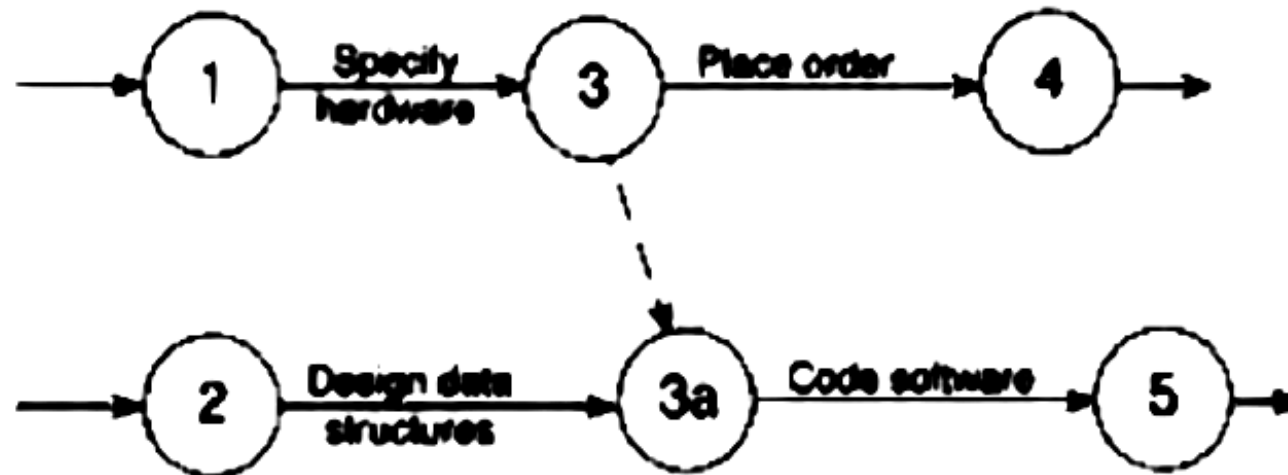 Specify
1 3 Place order 4
hardware
Design data
2 3a Code software 5
structures